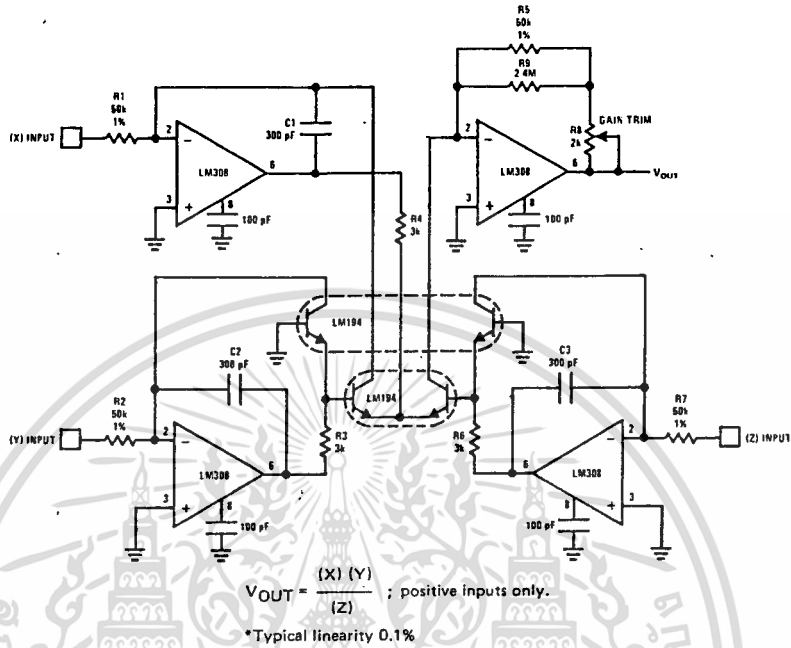 R5
50k
1%
R9
2.4M
R1
50k
1%
(X) INPUT
C1
300 pF
2
3
6
8
LM308
100 pF
R4
3k
2
3
6
8
LM308
100 pF
GAIN TRIM
R8
2k
VOUT
LM194
LM194
C2
300 pF
C3
300 pF
R2
50k
1%
(Y) INPUT
2
3
6
8
LM308
100 pF
R3
3k
R6
3k
6
2
3
8
LM308
100 pF
R7
50k
1%
(Z) INPUT
VOUT = (X) (Y) / (Z) ; positive inputs only.
*Typical linearity 0.1%